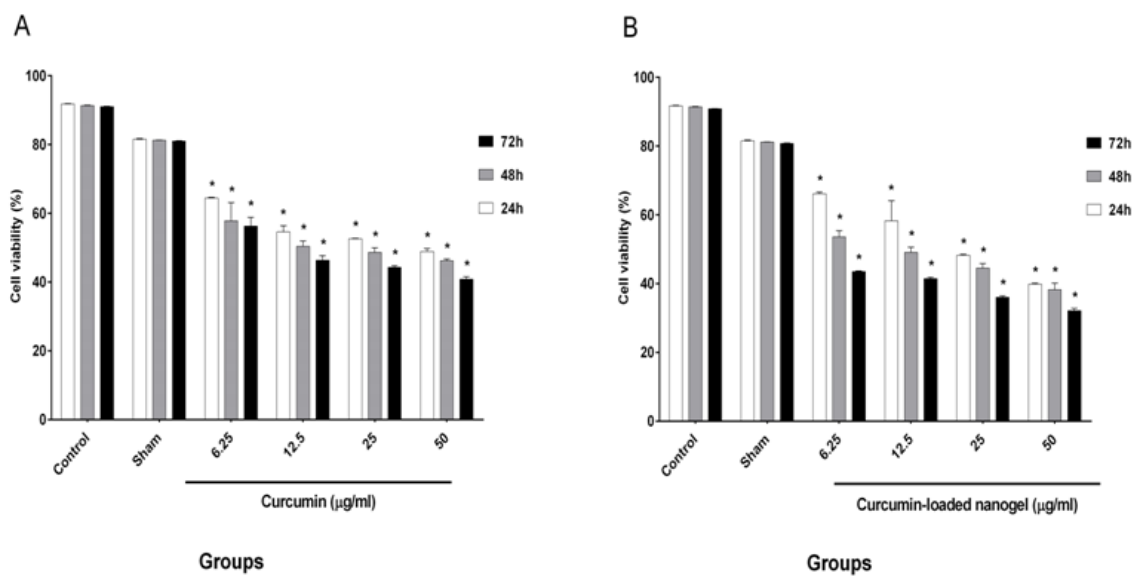 A
100
80
60
40
20
0
Cell viability (%)
* * *
* * *
* * *
* * *
72h
48h
24h
Control
Sham
6.25
12.5
25
50
Curcumin (μg/ml)
Groups
B
100
80
60
40
20
0
Cell viability (%)
* * *
* * *
* * *
* * *
72h
48h
24h
Control
Sham
6.25
12.5
25
50
Curcumin-loaded nanogel (μg/ml)
Groups